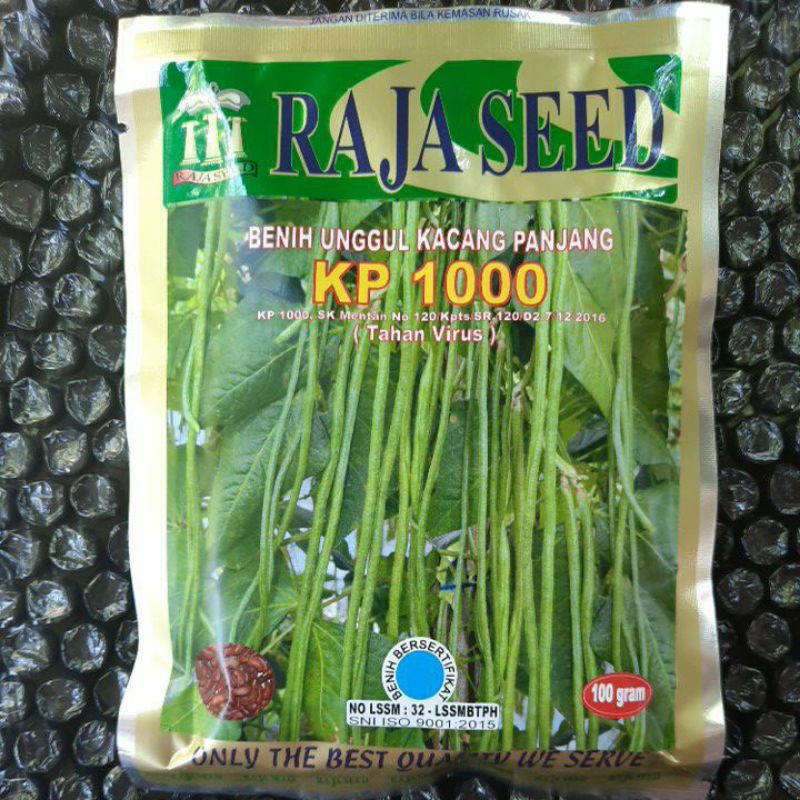 JANGAN DITERIMA BILA KEMASAN RUSAK
RAJA SEED
RAJA SEED
BENIH UNGGUL KACANG PANJANG
KP 1000
KP 1000, SK Mentan No 120/Kpts/SR-120/D2.7/12.2016
( Tahan Virus )
BENIH BERSERTIFIKAT
NO LSSM : 32 - LSSMBTPH
SNI ISO 9001:2015
100 gram
ONLY THE BEST QUALITY WE SERVE